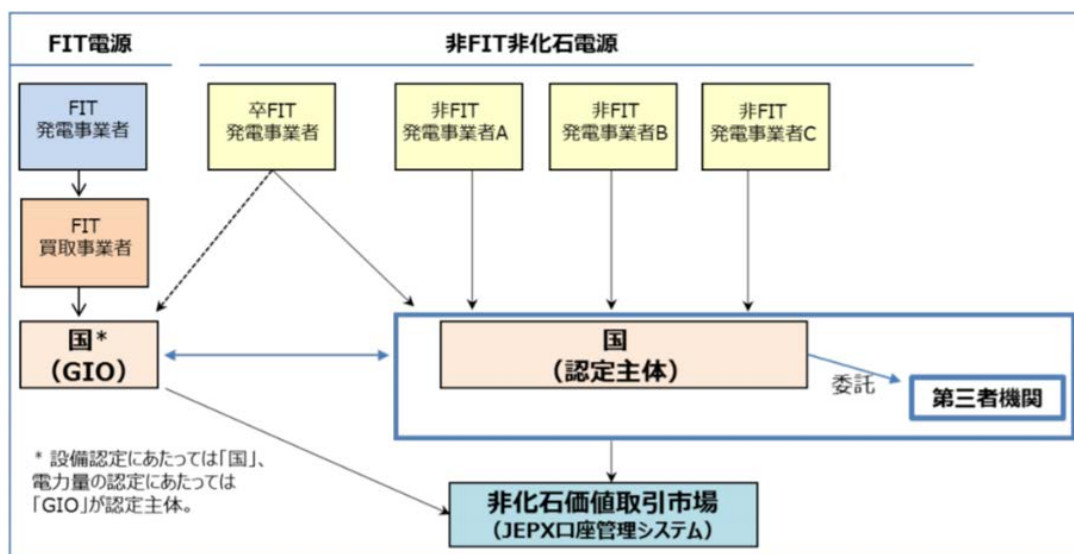 FIT電源
非FIT非化石電源
FIT
発電事業者
卒FIT
発電事業者
非FIT
発電事業者A
非FIT
発電事業者B
非FIT
発電事業者C
FIT
買取事業者
国*
（GIO）
国
（認定主体）
委託
第三者機関
* 設備認定にあたっては「国」、
電力量の認定にあたっては
「GIO」が認定主体。
非化石価値取引市場
（JEPX口座管理システム）